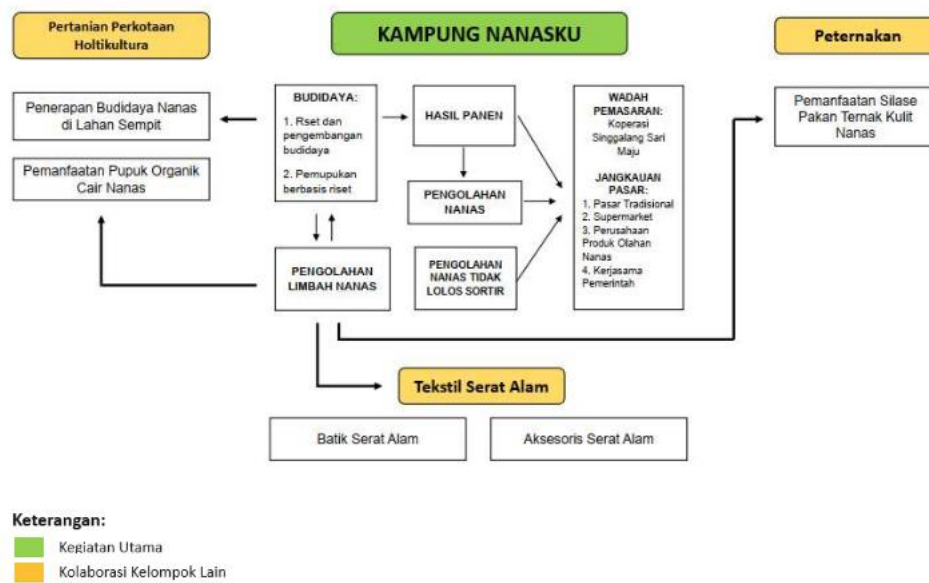 Pertanian Perkotaan
Holtikultura
KAMPUNG NANASKU
Peternakan
Penerapan Budidaya Nanas
di Lahan Sempit
Pemanfaatan Pupuk Organik
Cair Nanas
BUDIDAYA:
1. Rset dan
pengembangan
budidaya
2. Pemupukan
berbasis riset
HASIL PANEN
PENGOLAHAN
NANAS
PENGOLAHAN
LIMBAH NANAS
PENGOLAHAN
NANAS TIDAK
LOLOS SORTIR
WADAH
PEMASARAN:
Koperasi
Singgalang Sari
Maju
JANGKAUAN
PASAR:
1. Pasar Tradisional
2. Supermarket
3. Perusahaan
Produk Olahan
Nanas
4. Kerjasama
Pemerintah
Pemanfaatan Silase
Pakan Ternak Kulit
Nanas
Tekstil Serat Alam
Batik Serat Alam
Aksesoris Serat Alam
Keterangan:
Kegiatan Utama
Kolaborasi Kelompok Lain